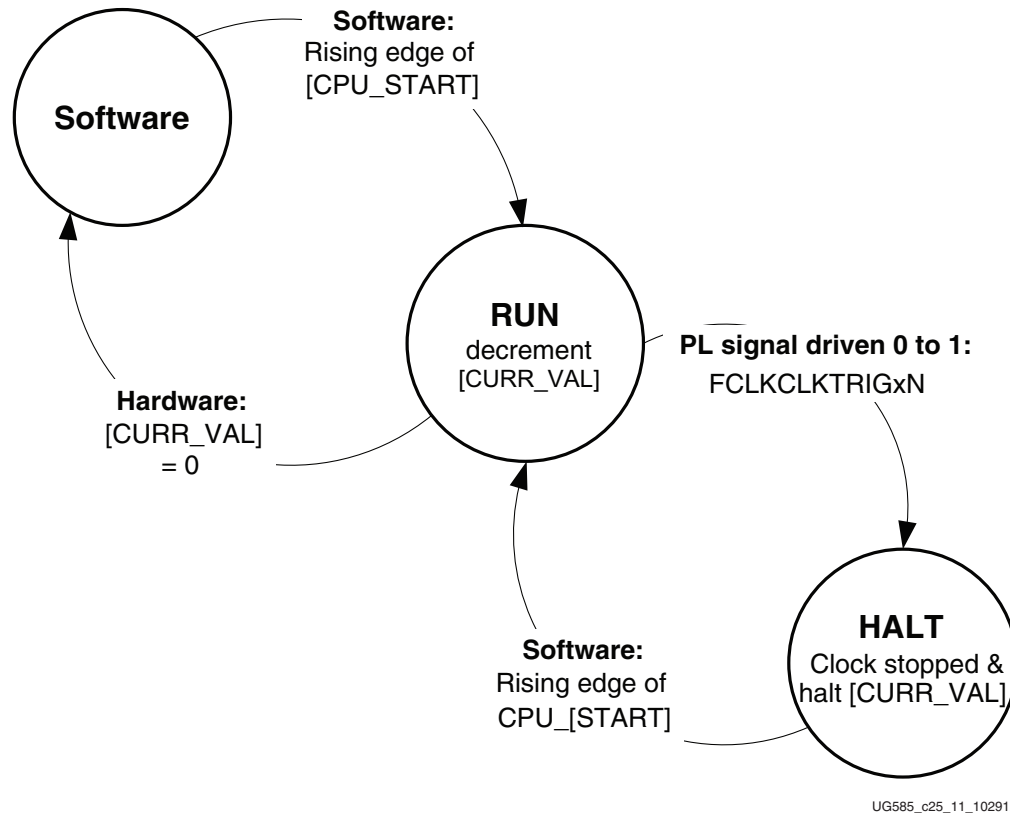 Software:
Rising edge of
[CPU_START]
Software
RUN
decrement
[CURR_VAL]
PL signal driven 0 to 1:
FCLKCLKTRIGxN
Hardware:
[CURR_VAL]
= 0
HALT
Clock stopped &
halt [CURR_VAL]
Software:
Rising edge of
CPU_[START]
UG585_c25_11_10291